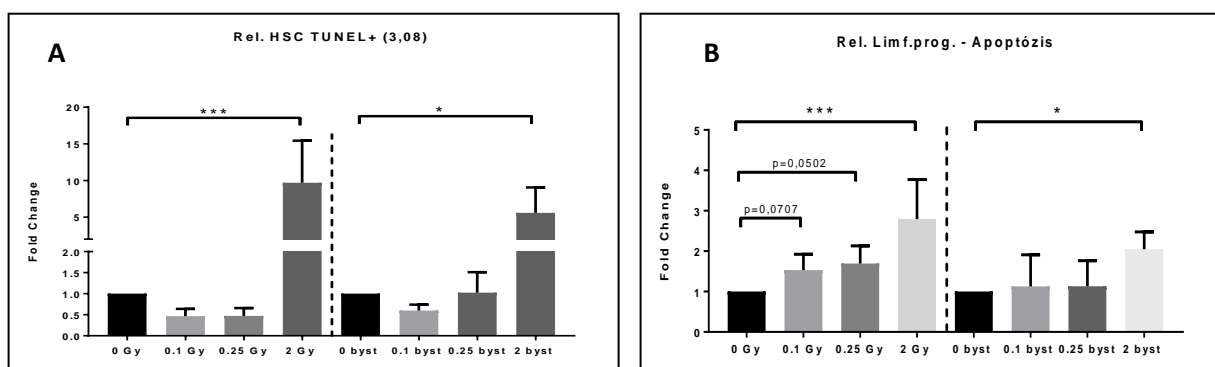 A
Rel. HSC TUNEL+ (3,08)
Fold Change
20
15
10
5
2.0
1.5
1.0
0.5
0.0
***
*
0 Gy 0.1 Gy 0.25 Gy 2 Gy 0 byst 0.1 byst 0.25 byst 2 byst
B
Rel. Limf.prog. - Apoptózis
Fold Change
5
4
3
2
1
0
***
*
p=0,0502
p=0,0707
0 Gy 0.1 Gy 0.25 Gy 2 Gy 0 byst 0.1 byst 0.25 byst 2 byst